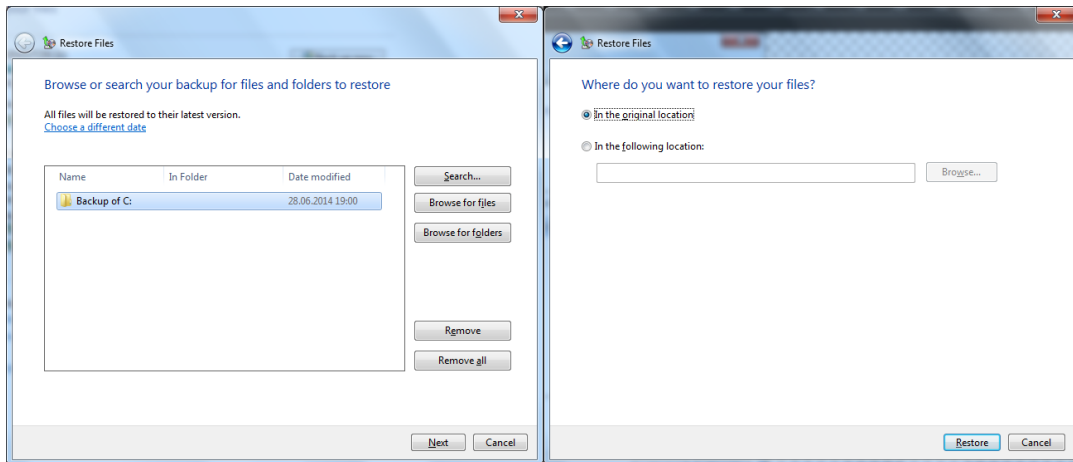 Restore Files
Browse or search your backup for files and folders to restore
All files will be restored to their latest version.
Choose a different date
Name In Folder Date modified
Backup of C: 28.06.2014 19:00
Search...
Browse for files
Browse for folders
Remove
Remove all
Next Cancel
Restore Files
Where do you want to restore your files?
In the original location
In the following location:
Browse...
Restore Cancel